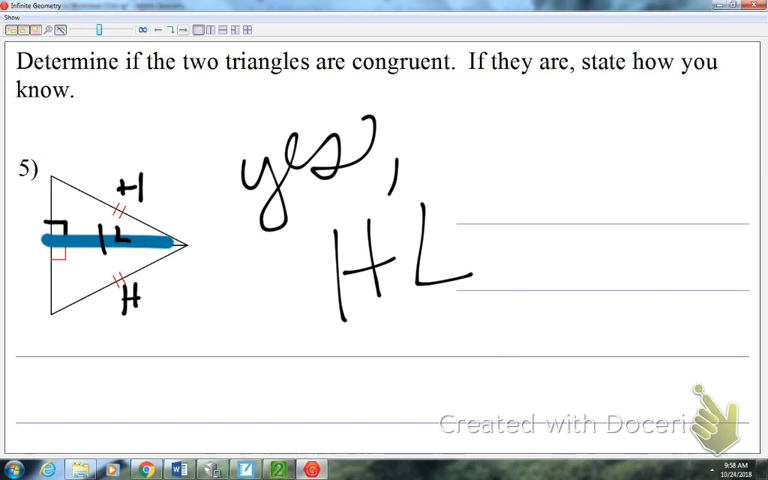 Infinite Geometry
Show
Determine if the two triangles are congruent. If they are, state how you
know.
5)
H
L
H
yes,
HL
Created with Doceri
9:58 AM
10/24/2018